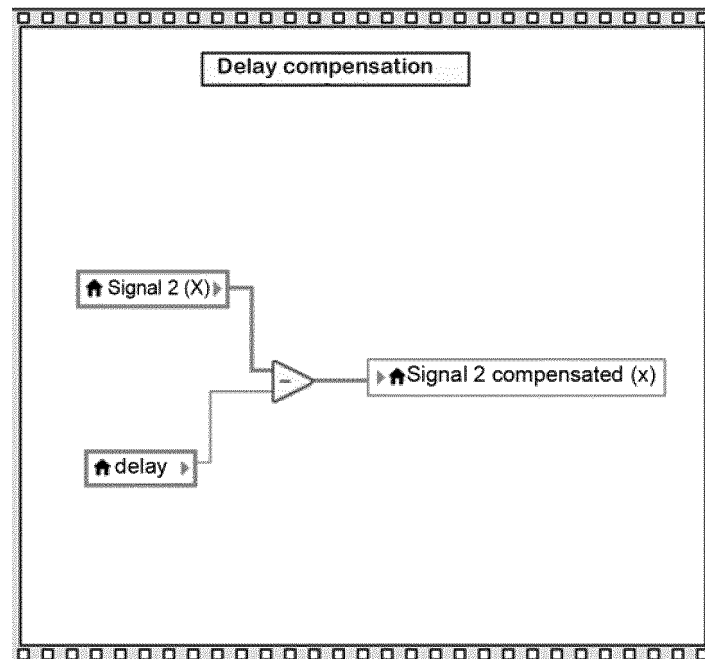 Delay compensation
Signal 2 (X)
Signal 2 compensated (x)
delay